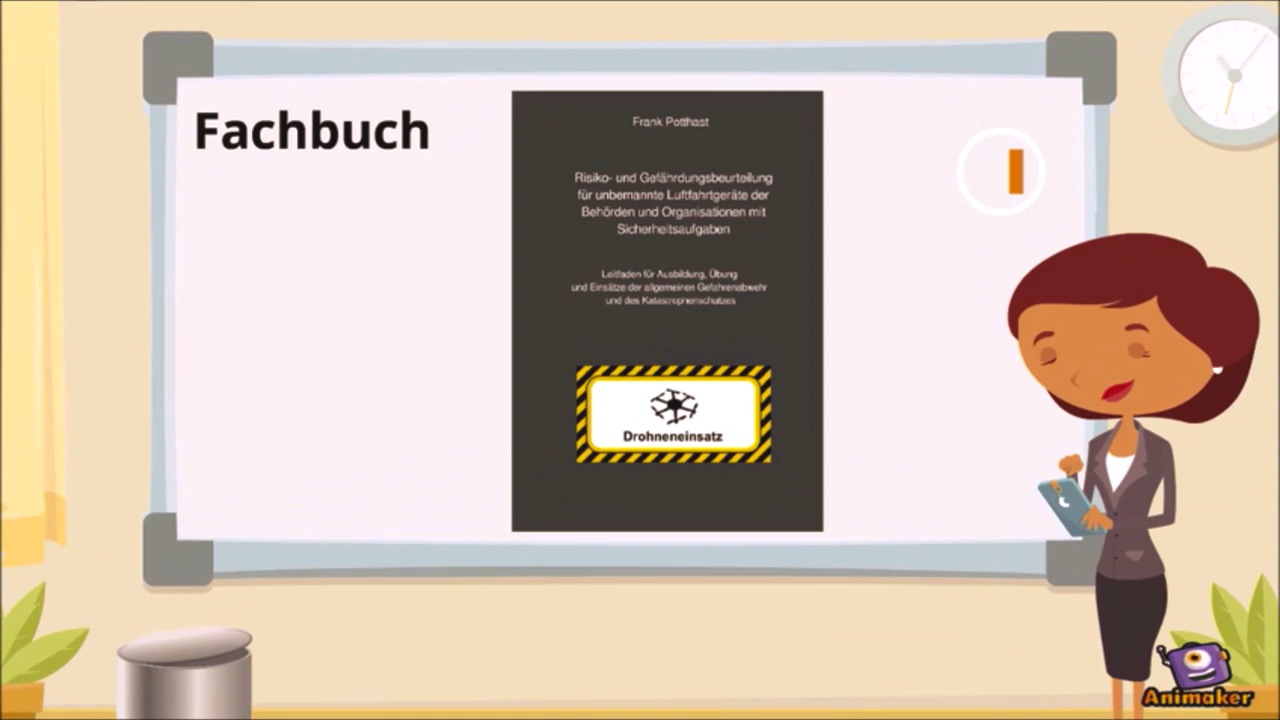 Fachbuch
Frank Potthast
Risiko- und Gefährdungsbeurteilung
für unbemannte Luftfahrtgeräte der
Behörden und Organisationen mit
Sicherheitsaufgaben
Leitfaden für Ausbildung, Übung
und Einsätze der allgemeinen Gefahrenabwehr
und des Katastrophenschutzes
Drohneneinsatz
Animaker